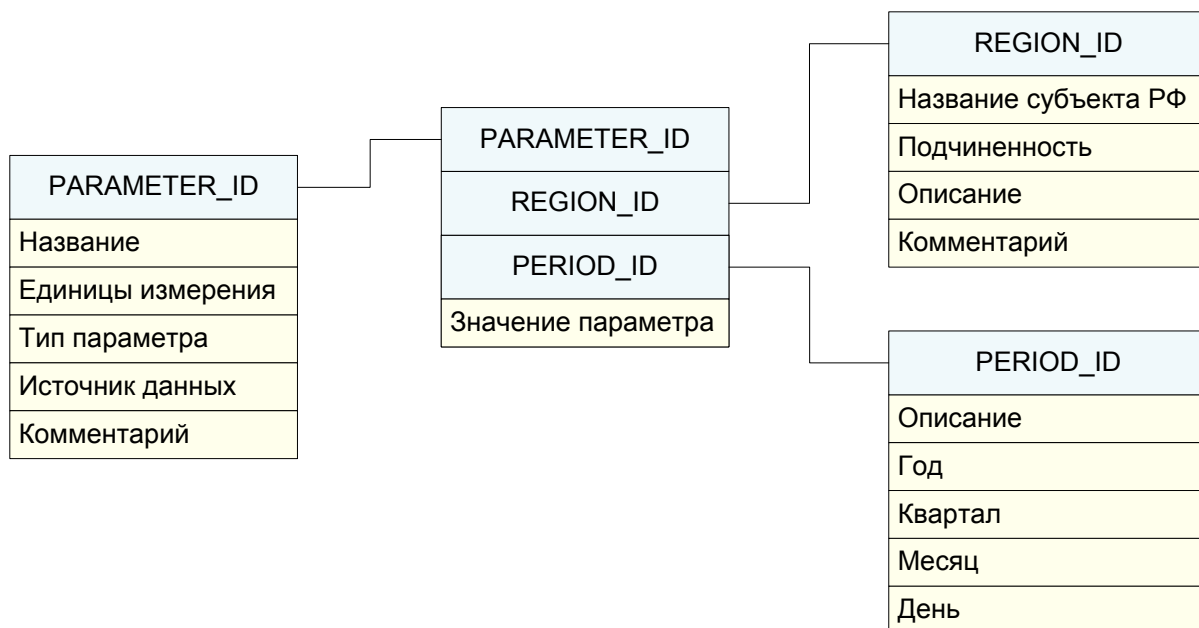 PARAMETER_ID
Название
Единицы измерения
Тип параметра
Источник данных
Комментарий
PARAMETER_ID
REGION_ID
PERIOD_ID
Значение параметра
REGION_ID
Название субъекта РФ
Подчиненность
Описание
Комментарий
PERIOD_ID
Описание
Год
Квартал
Месяц
День